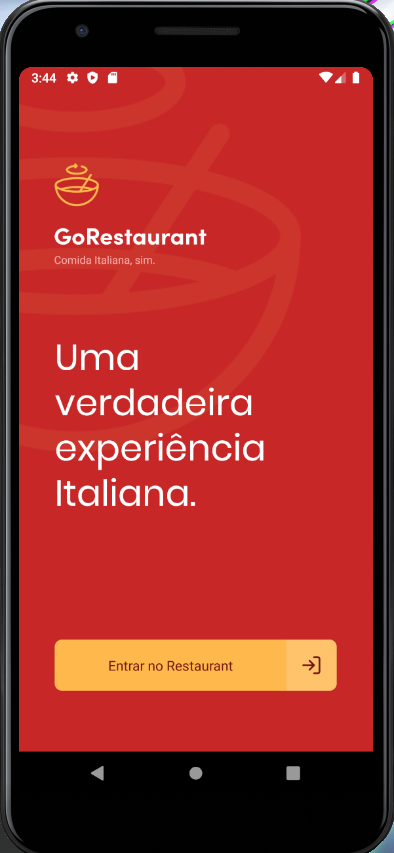 3:44
GoRestaurant
Comida Italiana, sim.
Uma
verdadeira
experiência
Italiana.
Entrar no Restaurant